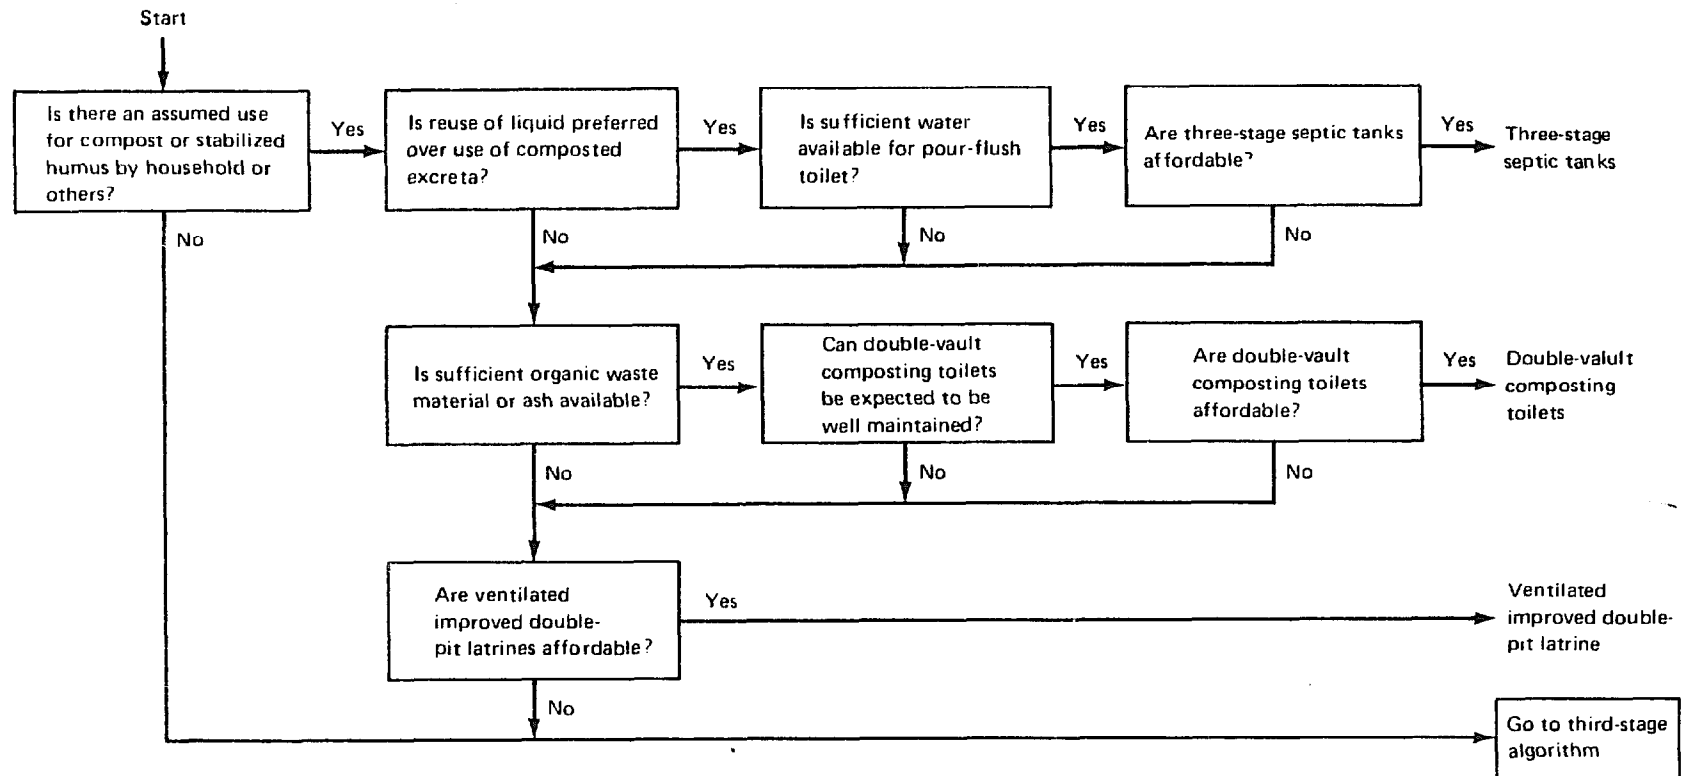 Start
Is there an assumed use
for compost or stabilized
humus by household or
others?
Yes
Is reuse of liquid preferred
over use of composted
excreta?
Yes
Is sufficient water
available for pour-flush
toilet?
Yes
Are three-stage septic tanks
affordable?
Yes
Three-stage
septic tanks
No
No
No
No
Is sufficient organic waste
material or ash available?
Yes
Can double-vault
composting toilets
be expected to be
well maintained?
Yes
Are double-vault
composting toilets
affordable?
Yes
Double-valult
composting
toilets
No
No
No
Are ventilated
improved double-
pit latrines affordable?
Yes
Ventilated
improved double-
pit latrine
No
Go to third-stage
algorithm